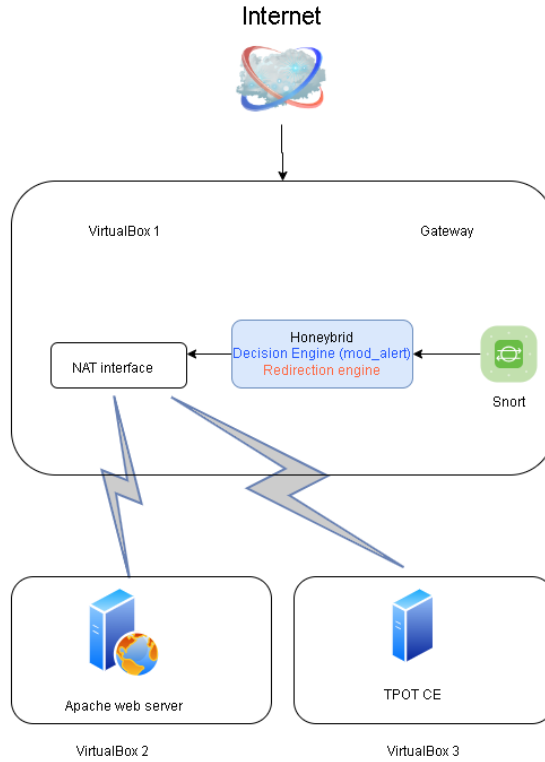 Internet
VirtualBox 1
Gateway
Honeybrid
Decision Engine (mod_alert)
Redirection engine
NAT interface
Snort
Apache web server
TPOT CE
VirtualBox 2
VirtualBox 3